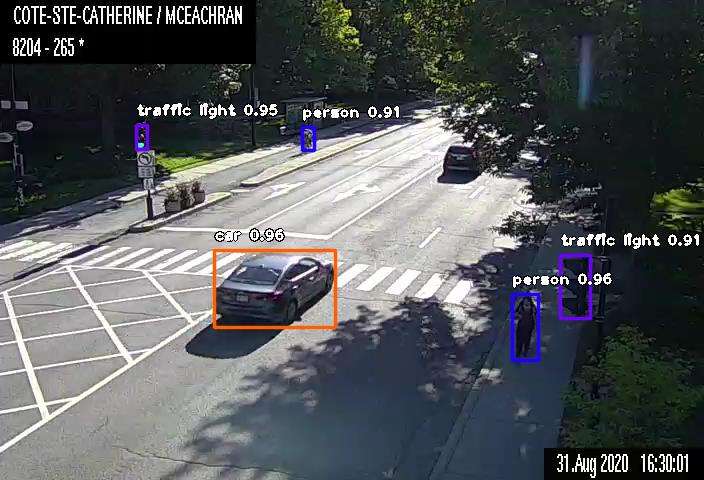 COTE-STE-CATHERINE / MCEACHRAN
8204 - 265 *
traffic light 0.95
person 0.91
car 0.96
traffic light 0.91
person 0.96
31.Aug 2020 16:30:01